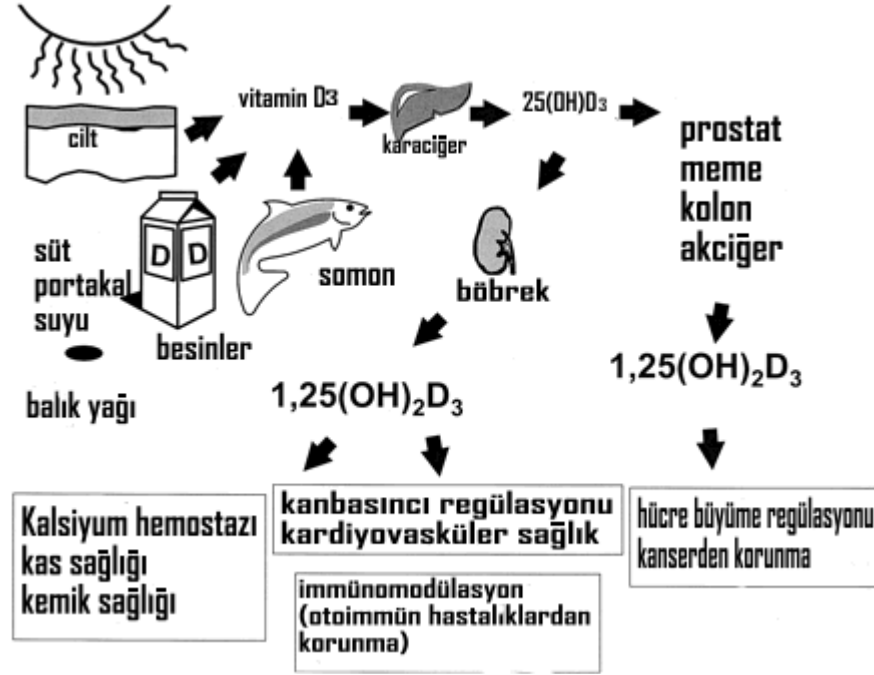 cilt
vitamin D3
karaciğer
25(OH)D3
prostat
meme
kolon
akciğer
süt
portakal
suyu
D D
besinler
somon
böbrek
balık yağı
1,25(OH)2D3
1,25(OH)2D3
Kalsiyum hemostazı
kas sağlığı
kemik sağlığı
kanbasıncı regülasyonu
kardiyovasküler sağlık
immünomodülasyon
(otoimmün hastalıklardan
korunma)
hücre büyüme regülasyonu
kanserden korunma